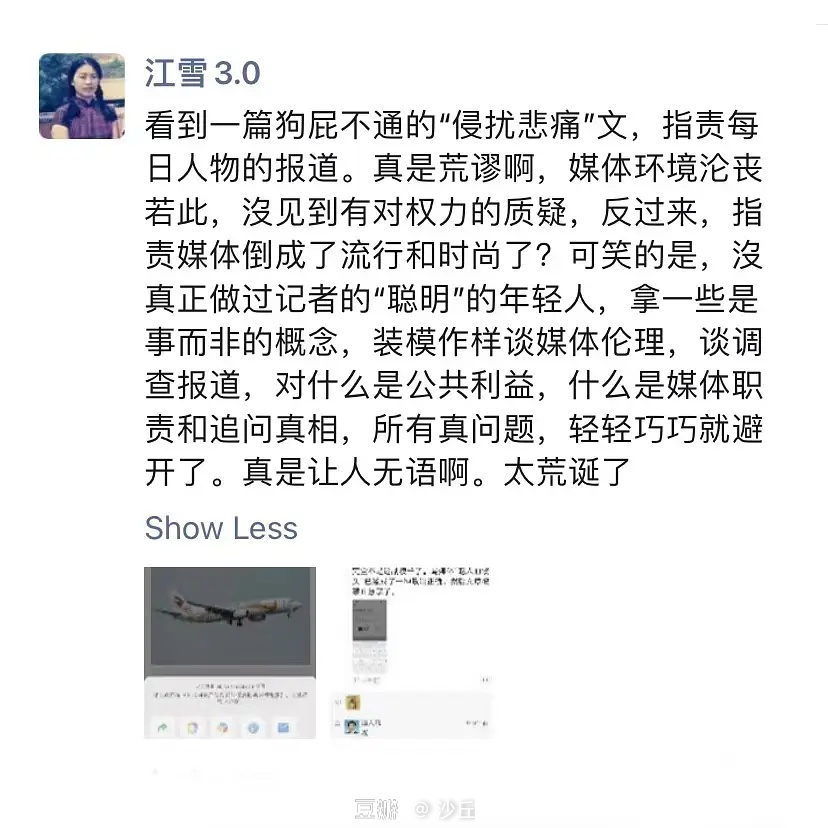 江雪3.0
看到一篇狗屁不通的“侵扰悲痛”文，指责每
日人物的报道。真是荒谬啊，媒体环境沦丧
若此，沒见到有对权力的质疑，反过来，指
责媒体倒成了流行和时尚了？可笑的是，沒
真正做过记者的“聪明”的年轻人，拿一些是
事而非的概念，装模作样谈媒体伦理，谈调
查报道，对什么是公共利益，什么是媒体职
责和追问真相，所有真问题，轻轻巧巧就避
开了。真是让人无语啊。太荒诞了
Show Less
豆瓣 @ 沙丘